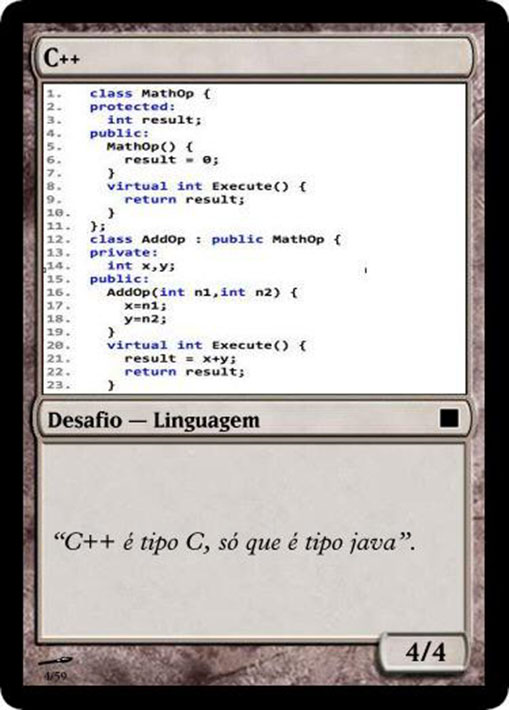 C++
1. class MathOp {
2. protected:
3. int result;
4. public:
5. MathOp() {
6. result = 0;
7. }
8. virtual int Execute() {
9. return result;
10. }
11. };
12. class AddOp : public MathOp {
13. private:
14. int x,y;
15. public:
16. AddOp(int n1,int n2) {
17. x=n1;
18. y=n2;
19. }
20. virtual int Execute() {
21. result = x+y;
22. return result;
23. }
Desafio — Linguagem
“C++ é tipo C, só que é tipo java”.
4/4
4/59